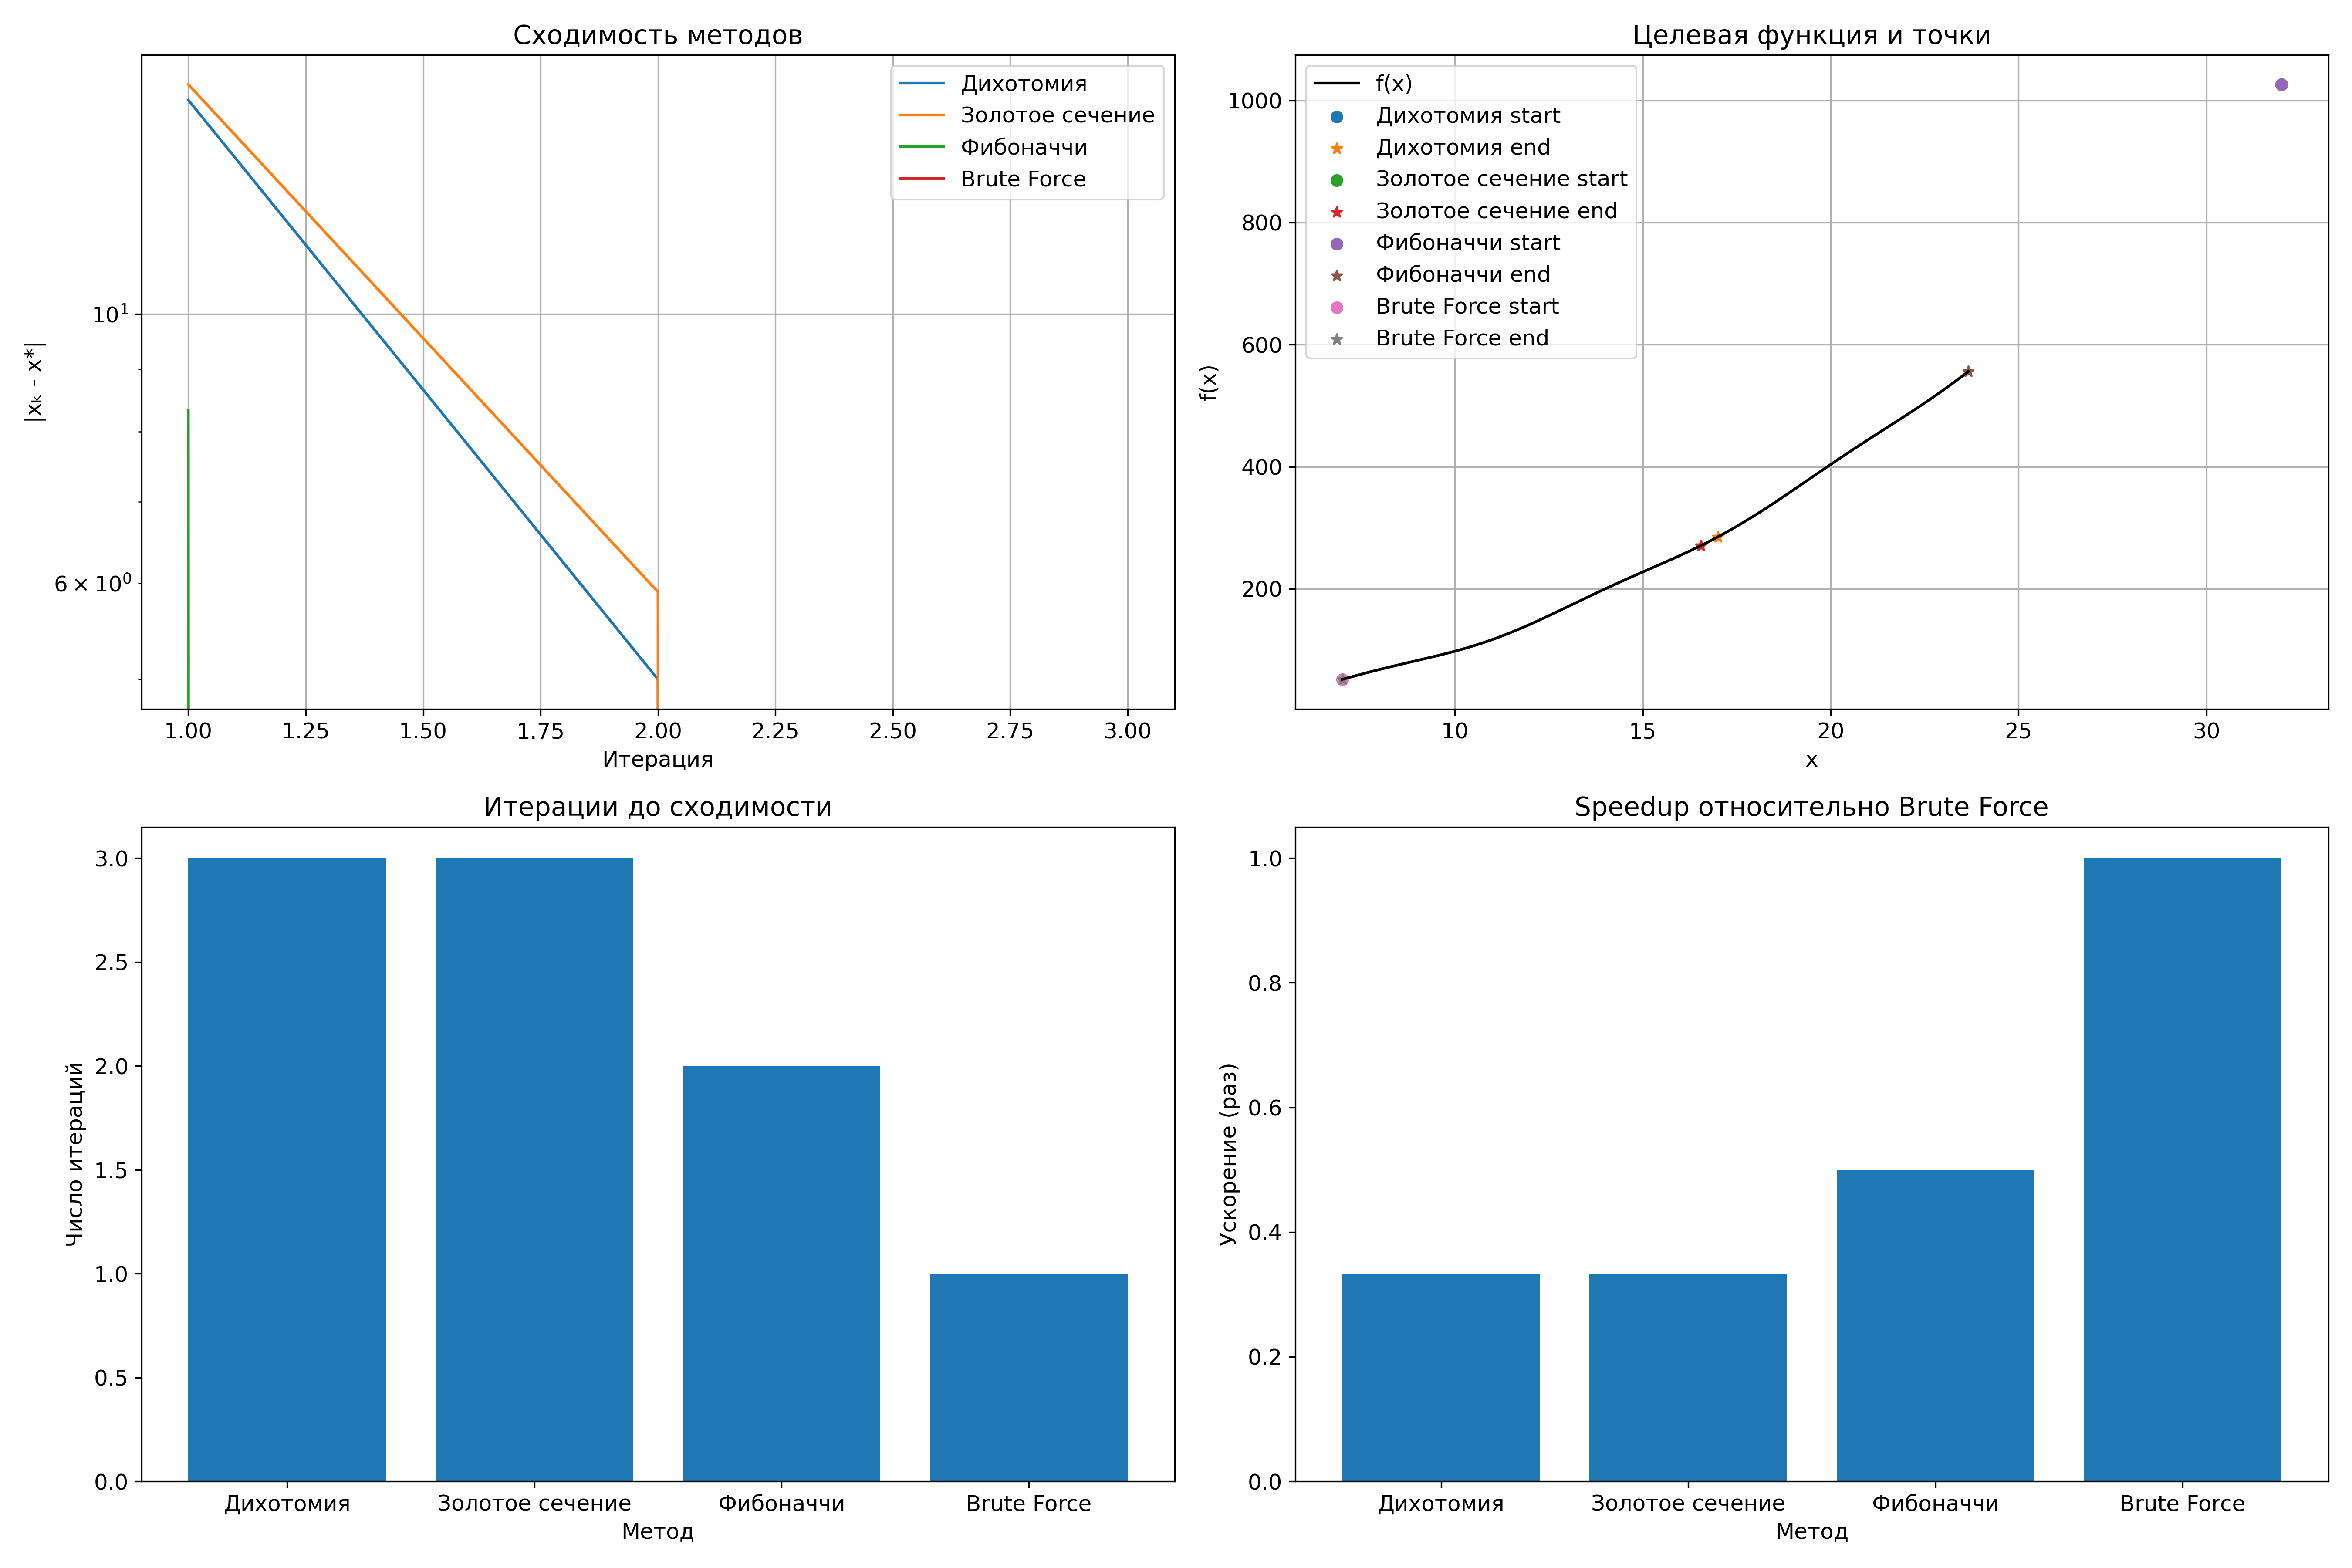 Сходимость методов
|xₖ - x*|
10¹
6 × 10⁰
Дихотомия
Золотое сечение
Фибоначчи
Brute Force
1.00 1.25 1.50 1.75 2.00 2.25 2.50 2.75 3.00
Итерация
Целевая функция и точки
f(x)
1000
800
600
400
200
f(x)
Дихотомия start
Дихотомия end
Золотое сечение start
Золотое сечение end
Фибоначчи start
Фибоначчи end
Brute Force start
Brute Force end
10 15 20 25 30
x
Итерации до сходимости
Число итераций
3.0
2.5
2.0
1.5
1.0
0.5
0.0
Дихотомия Золотое сечение Фибоначчи Brute Force
Метод
Speedup относительно Brute Force
Ускорение (раз)
1.0
0.8
0.6
0.4
0.2
0.0
Дихотомия Золотое сечение Фибоначчи Brute Force
Метод